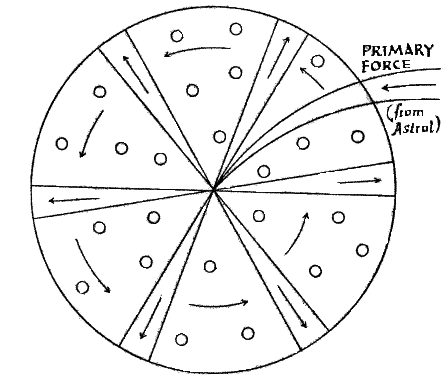 PRIMARY
FORCE
(from
Astral)